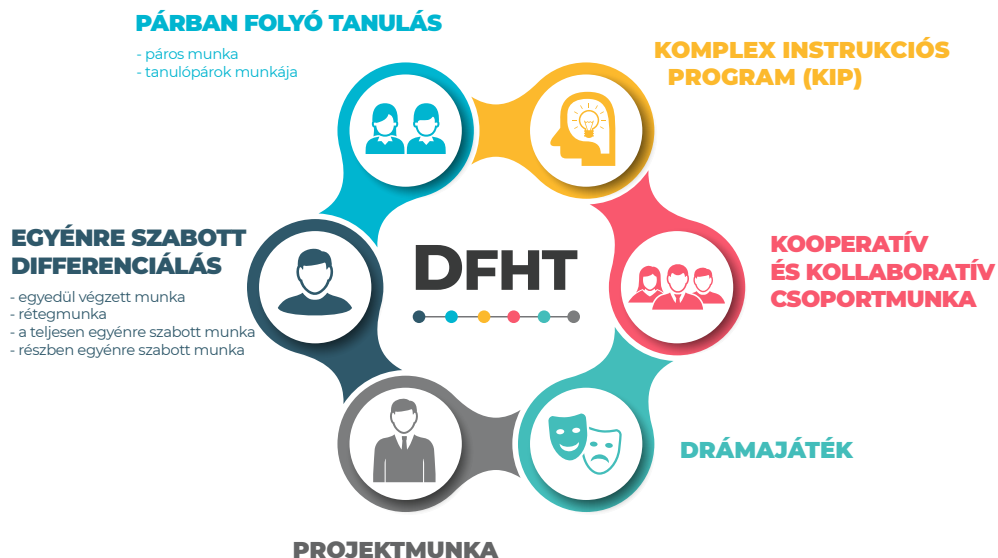 PÁRBAN FOLYÓ TANULÁS
- páros munka
- tanulópárok munkája
KOMPLEX INSTRUKCIÓS
PROGRAM (KIP)
EGYÉNRE SZABOTT
DIFFERENCIÁLÁS
- egyedül végzett munka
- rétegmunka
- a teljesen egyénre szabott munka
- részben egyénre szabott munka
DFHT
KOOPERATÍV
ÉS KOLLABORATÍV
CSOPORTMUNKA
DRÁMAJÁTÉK
PROJEKTMUNKA